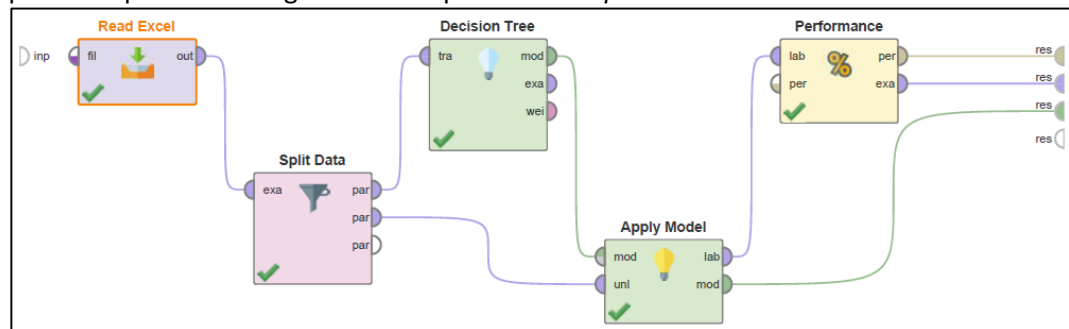 Read Excel
Decision Tree
Performance
inp
fil
out
tra
mod
exa
wei
lab
per
%
per
exa
res
res
res
res
Split Data
exa
par
par
par
Apply Model
mod
unl
lab
mod